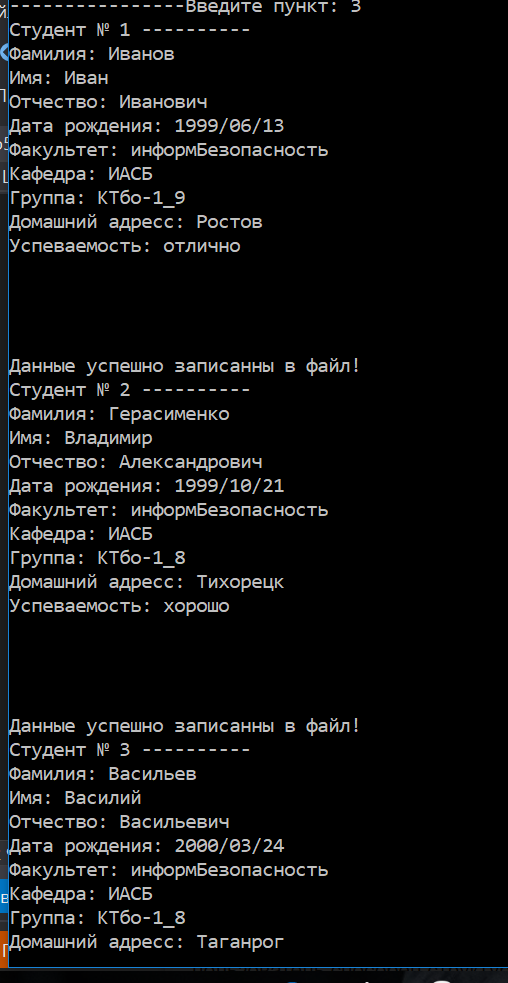 ----------------Введите пункт: 3
Студент № 1 ----------
Фамилия: Иванов
Имя: Иван
Отчество: Иванович
Дата рождения: 1999/06/13
Факультет: информБезопасность
Кафедра: ИАСБ
Группа: КТбо-1_9
Домашний адресс: Ростов
Успеваемость: отлично
Данные успешно записанны в файл!
Студент № 2 ----------
Фамилия: Герасименко
Имя: Владимир
Отчество: Александрович
Дата рождения: 1999/10/21
Факультет: информБезопасность
Кафедра: ИАСБ
Группа: КТбо-1_8
Домашний адресс: Тихорецк
Успеваемость: хорошо
Данные успешно записанны в файл!
Студент № 3 ----------
Фамилия: Васильев
Имя: Василий
Отчество: Васильевич
Дата рождения: 2000/03/24
Факультет: информБезопасность
Кафедра: ИАСБ
Группа: КТбо-1_8
Домашний адресс: Таганрог